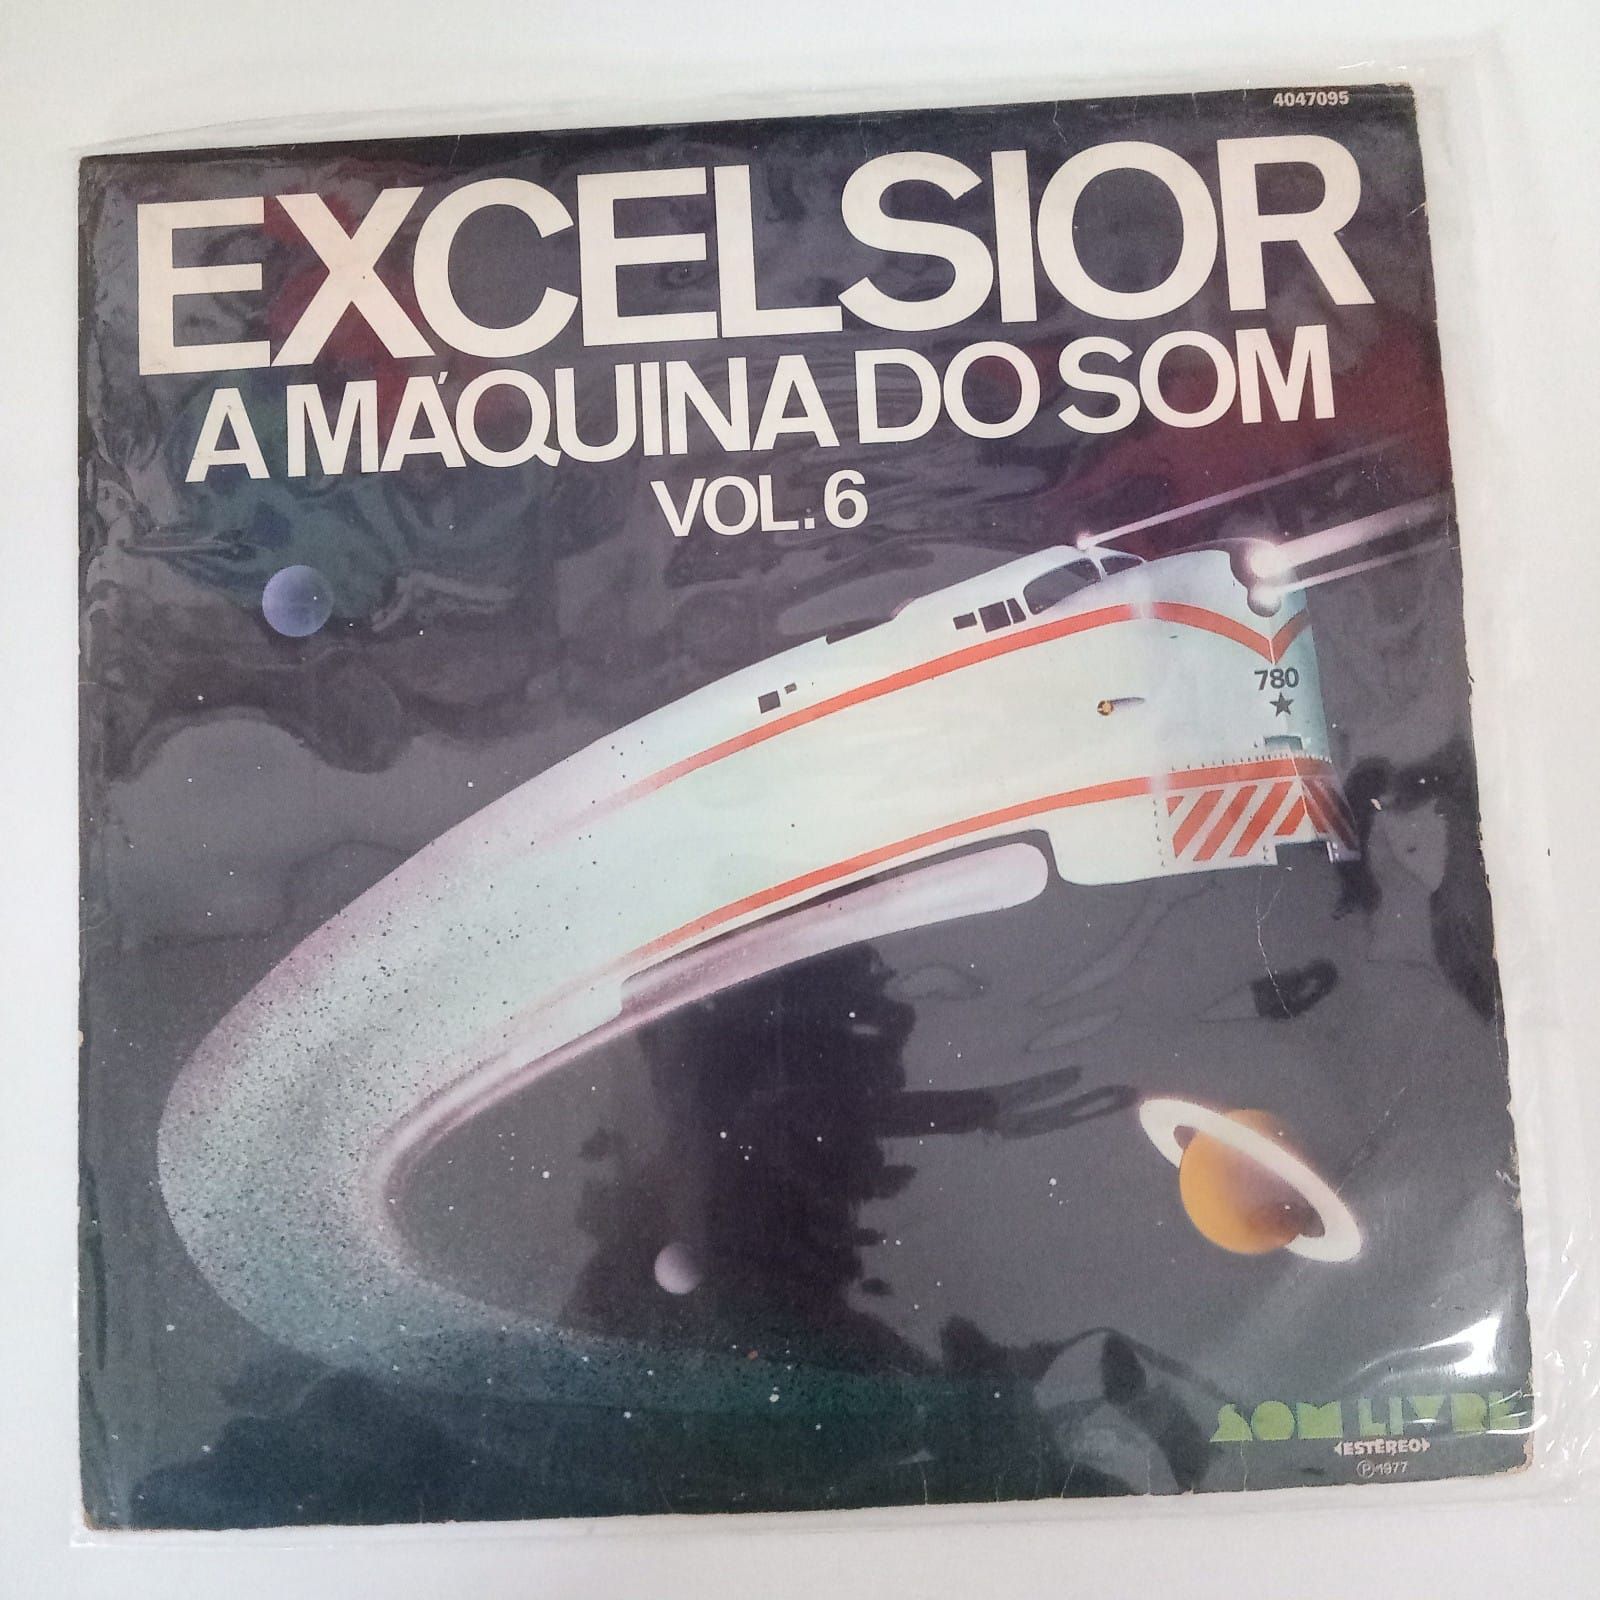 4047095
EXCELSIOR
A MÁQUINA DO SOM
VOL. 6
780
SOM LIVRE
ESTÉREO
℗ 1977